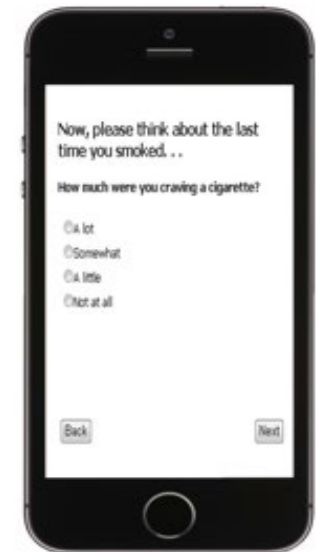 Now, please think about the last
time you smoked. . .
How much were you craving a cigarette?
A lot
Somewhat
A little
Not at all
Back
Next